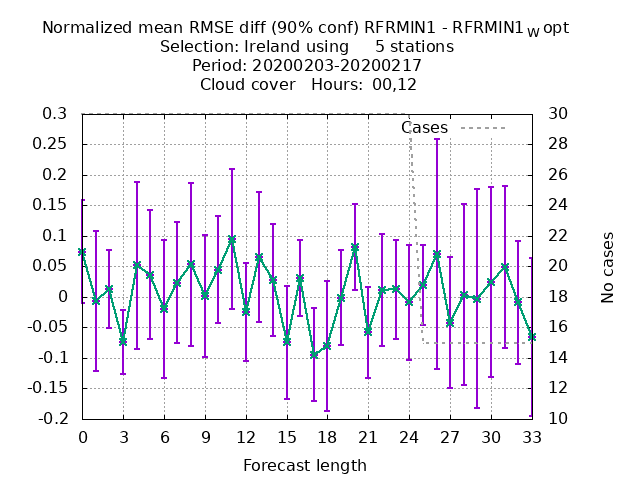 Normalized mean RMSE diff (90% conf) RFRMIN1 - RFRMIN1wopt
Selection: Ireland using 5 stations
Period: 20200203-20200217
Cloud cover Hours: 00,12
Cases
0.3
0.25
0.2
0.15
0.1
0.05
0
-0.05
-0.1
-0.15
-0.2
30
28
26
24
22
20
18
16
14
12
10
No cases
0 3 6 9 12 15 18 21 24 27 30 33
Forecast length